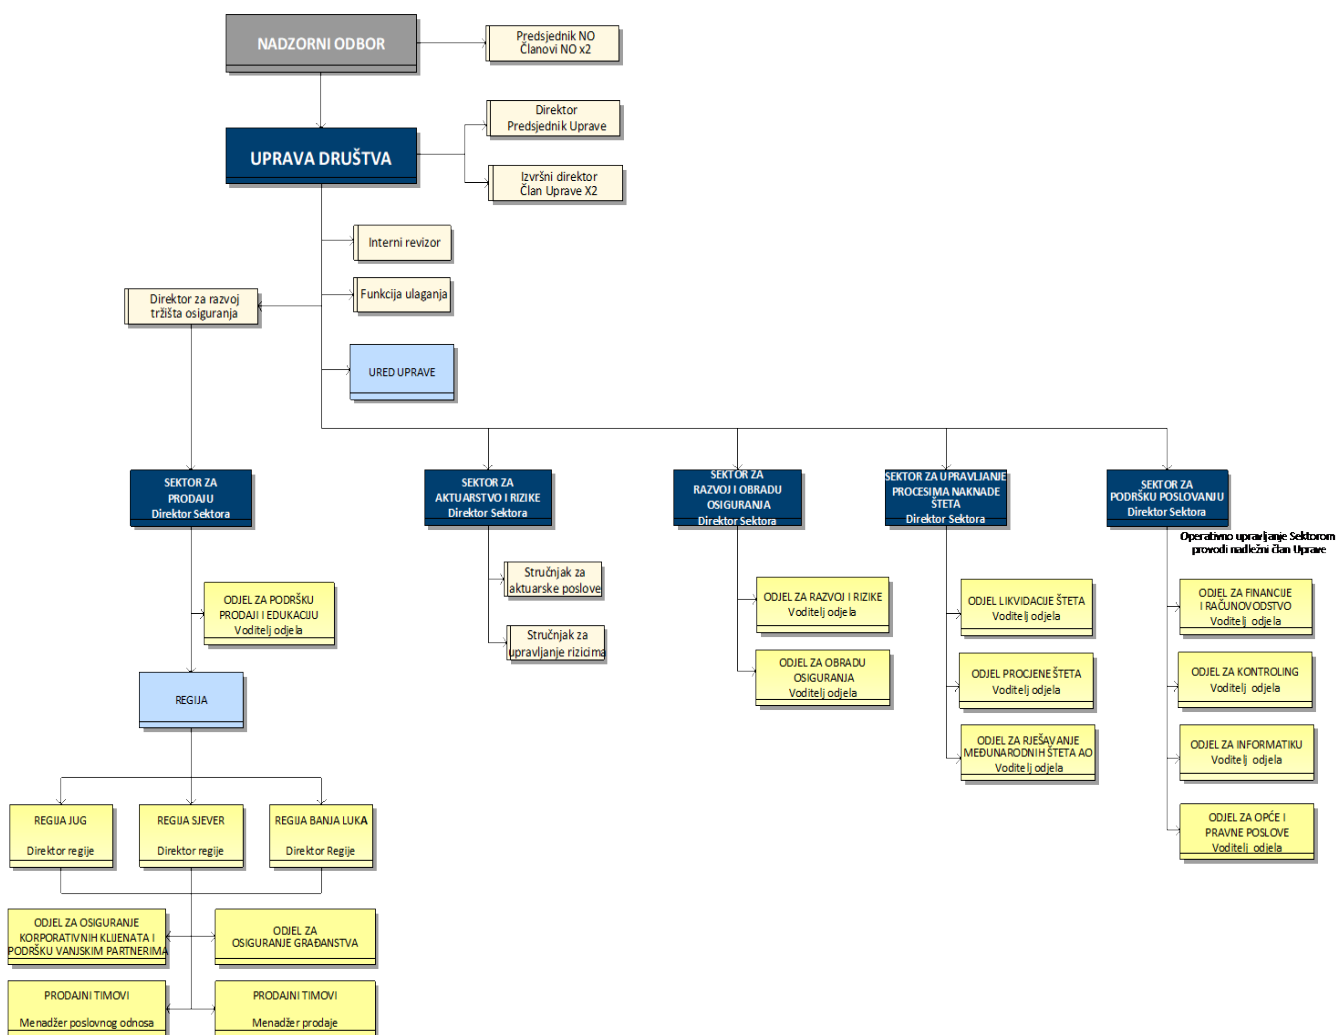 NADZORNI ODBOR
Predsjednik NO
Članovi NO x2
UPRAVA DRUŠTVA
Direktor
Predsjednik Uprave
Izvršni direktor
Član Uprave X2
Interni revizor
Funkcija ulaganja
Direktor za razvoj
tržišta osiguranja
URED UPRAVE
SEKTOR ZA
PRODAJU
Direktor Sektora
SEKTOR ZA
AKTUARSTVO I RIZIKE
Direktor Sektora
SEKTOR ZA
RAZVOJ I OBRADU
OSIGURANJA
Direktor Sektora
SEKTOR ZA UPRAVLJANJE
PROCESIMA NAKNADE
ŠTETA
Direktor Sektora
SEKTOR ZA
PODRŠKU POSLOVANJU
Direktor Sektora
Operativno upravljanje Sektorom
provodi nadležni član Uprave
ODJEL ZA PODRŠKU
PRODAJI I EDUKACIJU
Voditelj odjela
REGIJA
REGIJA JUG
Direktor regije
REGIJA SJEVER
Direktor regije
REGIJA BANJA LUKA
Direktor Regije
ODJEL ZA OSIGURANJE
KORPORATIVNIH KLIJENATA I
PODRŠKU VANJSKIM PARTNERIMA
ODJEL ZA
OSIGURANJE GRAĐANSTVA
PRODAJNI TIMOVI
Menadžer poslovnog odnosa
PRODAJNI TIMOVI
Menadžer prodaje
Stručnjak za
aktuarske poslove
Stručnjak za
upravljanje rizicima
ODJEL ZA RAZVOJ I RIZIKE
Voditelj odjela
ODJEL ZA OBRADU
OSIGURANJA
Voditelj odjela
ODJEL LIKVIDACIJE ŠTETA
Voditelj odjela
ODJEL PROCJENE ŠTETA
Voditelj odjela
ODJEL ZA RJEŠAVANJE
MEĐUNARODNIH ŠTETA AO
Voditelj odjela
ODJEL ZA FINANCIJE
I RAČUNOVODSTVO
Voditelj odjela
ODJEL ZA KONTROLING
Voditelj odjela
ODJEL ZA INFORMATIKU
Voditelj odjela
ODJEL ZA OPĆE I
PRAVNE POSLOVE
Voditelj odjela